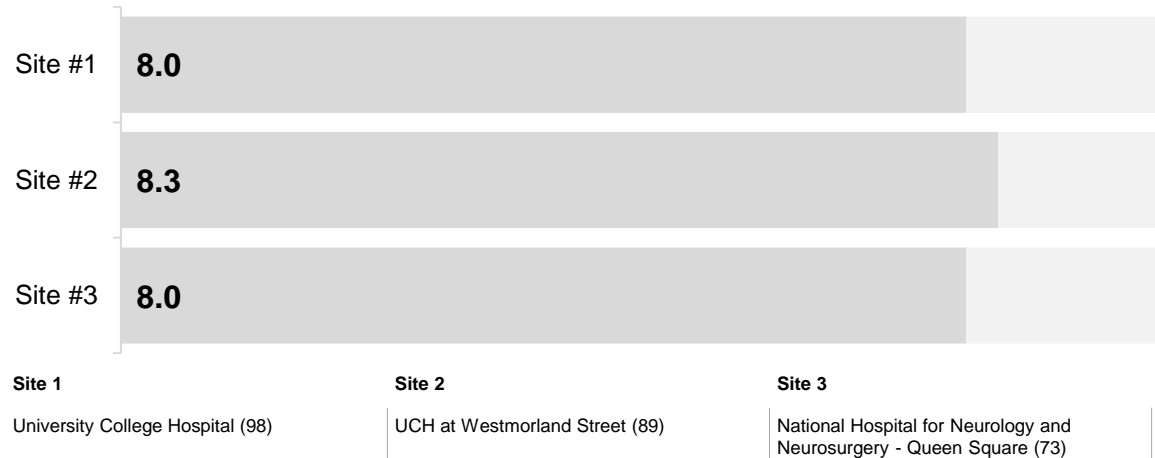 Site #1
8.0
Site #2
8.3
Site #3
8.0
Site 1
Site 2
Site 3
University College Hospital (98)
UCH at Westmorland Street (89)
National Hospital for Neurology and
Neurosurgery - Queen Square (73)